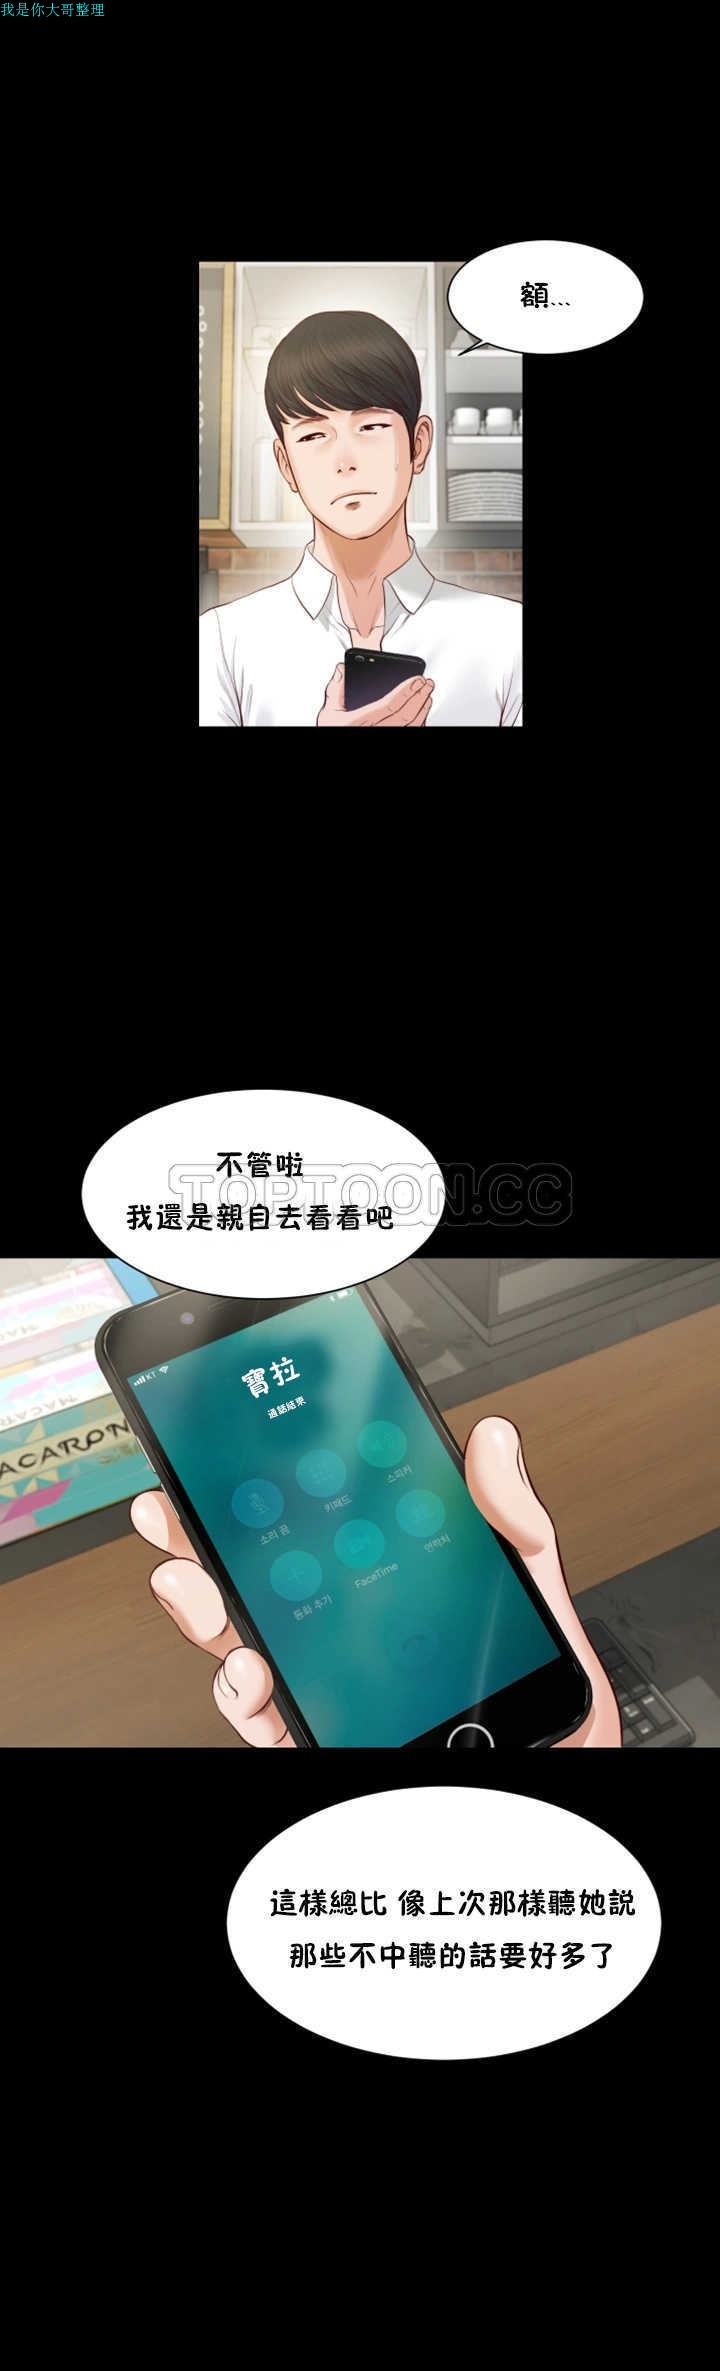 我是你大哥整理
額...
不管啦
TOPTOON.CC
我還是親自去看看吧
KT
寶拉
通話結束
MACARON
소리 끔
키패드
스피커
통화 추가
FaceTime
연락처
這樣總比 像上次那樣聽她説
那些不中聽的話要好多了